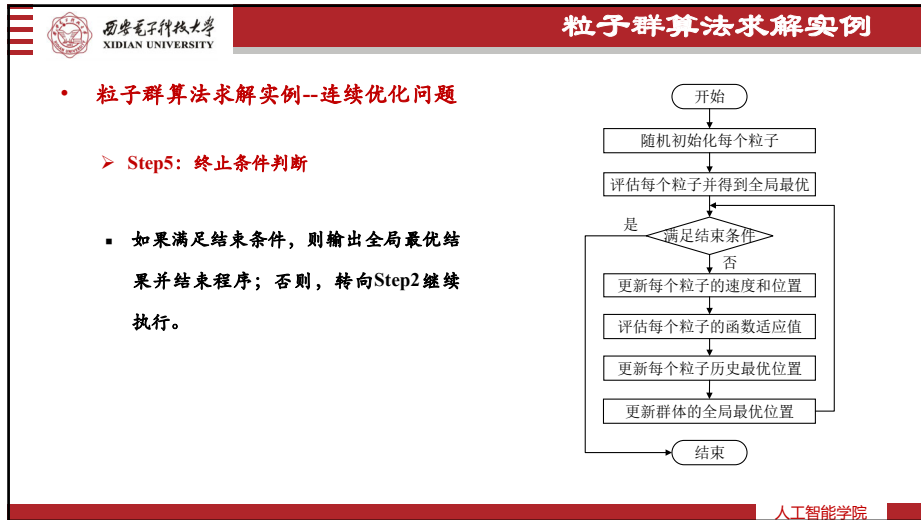 西安电子科技大学
XIDIAN UNIVERSITY
粒子群算法求解实例
• 粒子群算法求解实例--连续优化问题
➢ Step5：终止条件判断
▪ 如果满足结束条件，则输出全局最优结
果并结束程序；否则，转向Step2继续
执行。
开始
随机初始化每个粒子
评估每个粒子并得到全局最优
是
满足结束条件
否
更新每个粒子的速度和位置
评估每个粒子的函数适应值
更新每个粒子历史最优位置
更新群体的全局最优位置
结束
人工智能学院